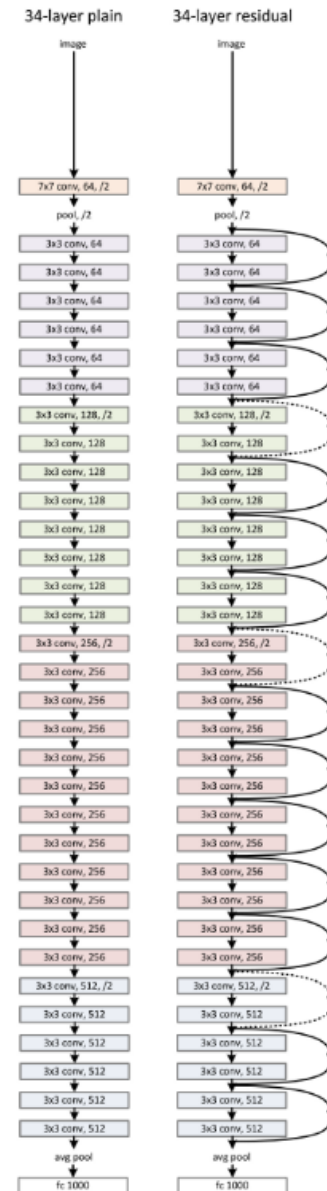 34-layer plain
image
7x7 conv, 64, /2
pool, /2
3x3 conv, 64
3x3 conv, 64
3x3 conv, 64
3x3 conv, 64
3x3 conv, 64
3x3 conv, 64
3x3 conv, 128, /2
3x3 conv, 128
3x3 conv, 128
3x3 conv, 128
3x3 conv, 128
3x3 conv, 128
3x3 conv, 128
3x3 conv, 128
3x3 conv, 256, /2
3x3 conv, 256
3x3 conv, 256
3x3 conv, 256
3x3 conv, 256
3x3 conv, 256
3x3 conv, 256
3x3 conv, 256
3x3 conv, 256
3x3 conv, 256
3x3 conv, 256
3x3 conv, 256
3x3 conv, 512, /2
3x3 conv, 512
3x3 conv, 512
3x3 conv, 512
3x3 conv, 512
3x3 conv, 512
avg pool
fc 1000
34-layer residual
image
7x7 conv, 64, /2
pool, /2
3x3 conv, 64
3x3 conv, 64
3x3 conv, 64
3x3 conv, 64
3x3 conv, 64
3x3 conv, 64
3x3 conv, 128, /2
3x3 conv, 128
3x3 conv, 128
3x3 conv, 128
3x3 conv, 128
3x3 conv, 128
3x3 conv, 128
3x3 conv, 128
3x3 conv, 256, /2
3x3 conv, 256
3x3 conv, 256
3x3 conv, 256
3x3 conv, 256
3x3 conv, 256
3x3 conv, 256
3x3 conv, 256
3x3 conv, 256
3x3 conv, 256
3x3 conv, 256
3x3 conv, 256
3x3 conv, 512, /2
3x3 conv, 512
3x3 conv, 512
3x3 conv, 512
3x3 conv, 512
3x3 conv, 512
avg pool
fc 1000